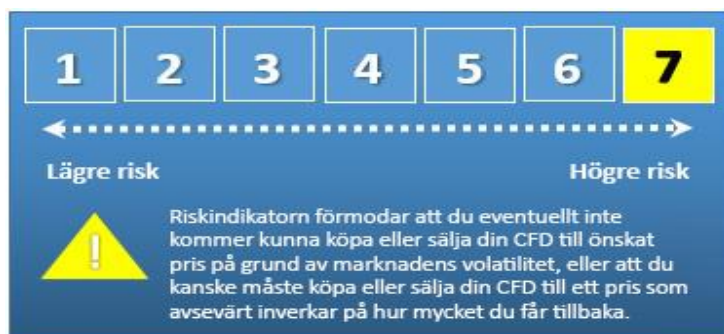 1 2 3 4 5 6 7
Lägre risk Högre risk
!
Riskindikatorn förmodar att du eventuellt inte
kommer kunna köpa eller sälja din CFD till önskat
pris på grund av marknadens volatilitet, eller att du
kanske måste köpa eller sälja din CFD till ett pris som
avsevärt inverkar på hur mycket du får tillbaka.